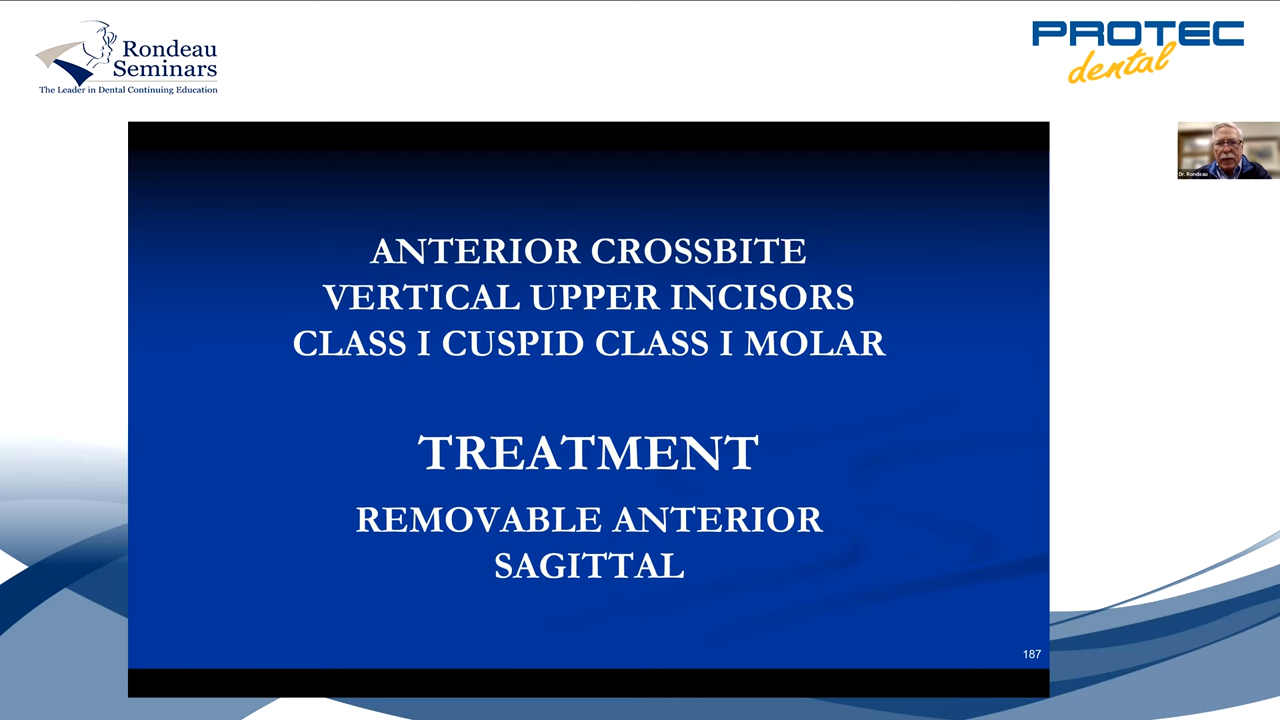 Rondeau
Seminars
The Leader in Dental Continuing Education
PROTEC
dental
Dr. Rondeau
ANTERIOR CROSSBITE
VERTICAL UPPER INCISORS
CLASS I CUSPID CLASS I MOLAR
TREATMENT
REMOVABLE ANTERIOR
SAGITTAL
187